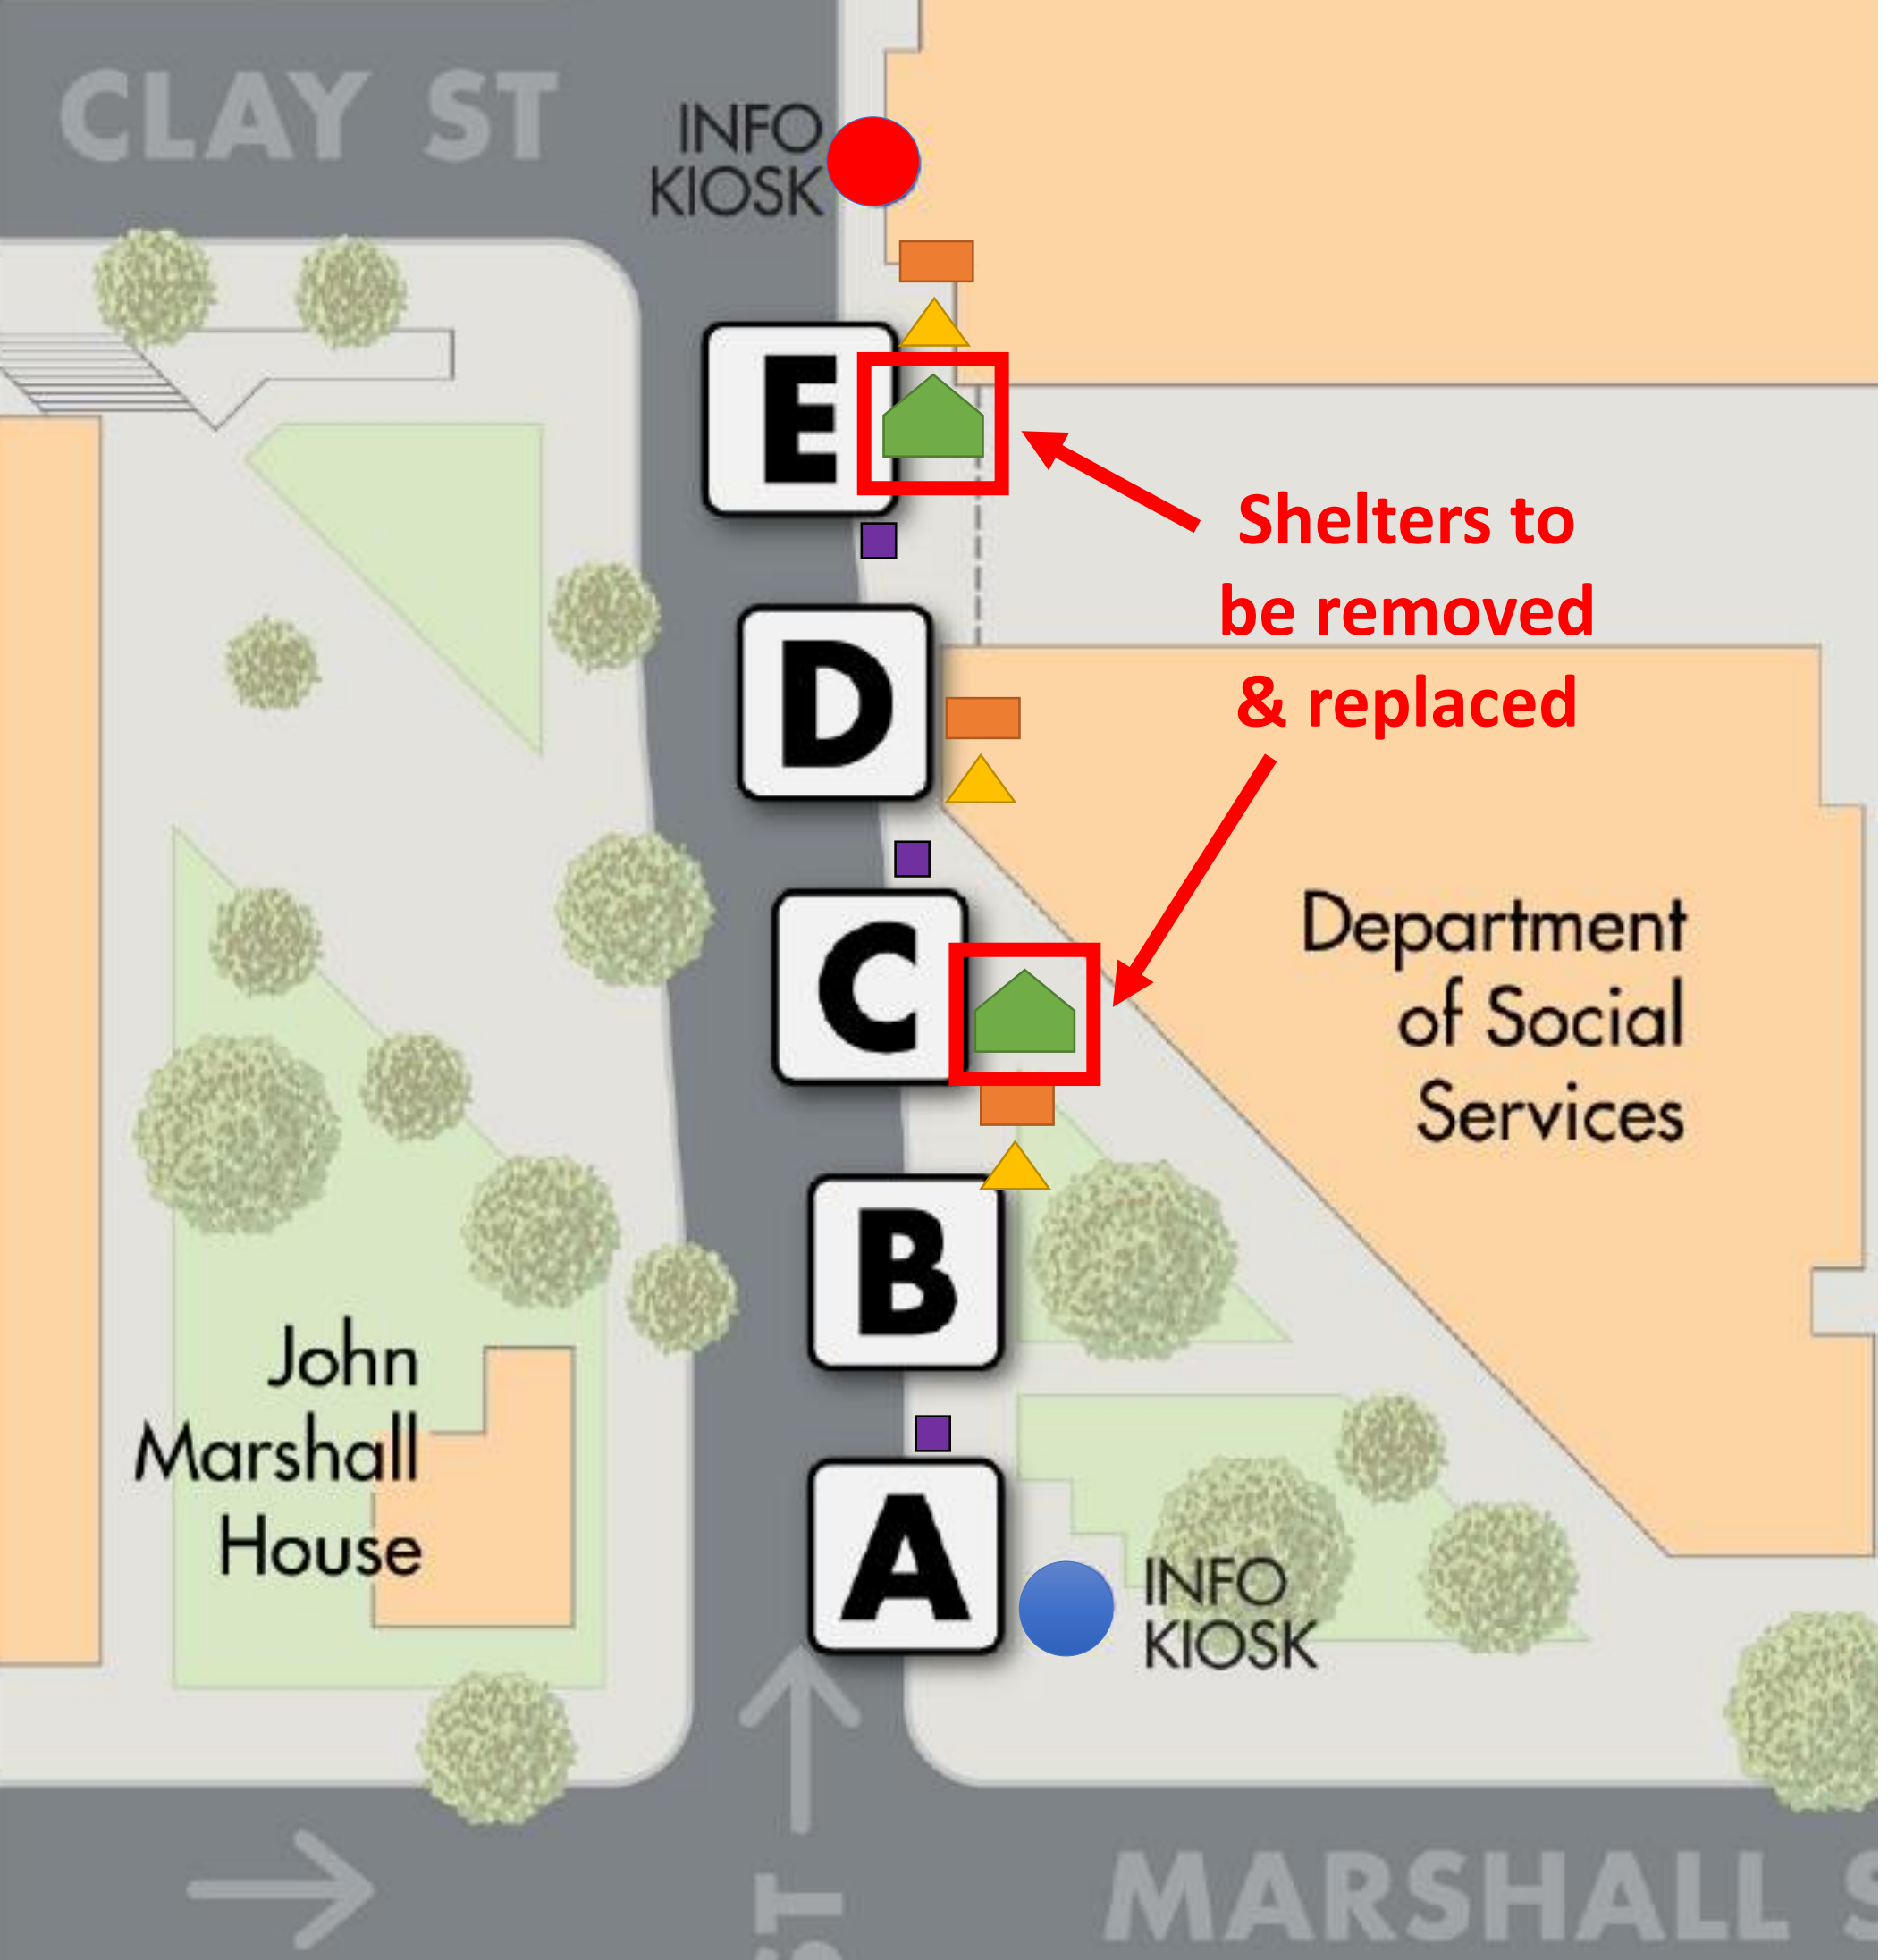 CLAY ST
INFO
KIOSK
E
Shelters to
be removed
& replaced
D
Department
of Social
Services
C
B
John
Marshall
House
A
INFO
KIOSK
MARSHALL S
ST